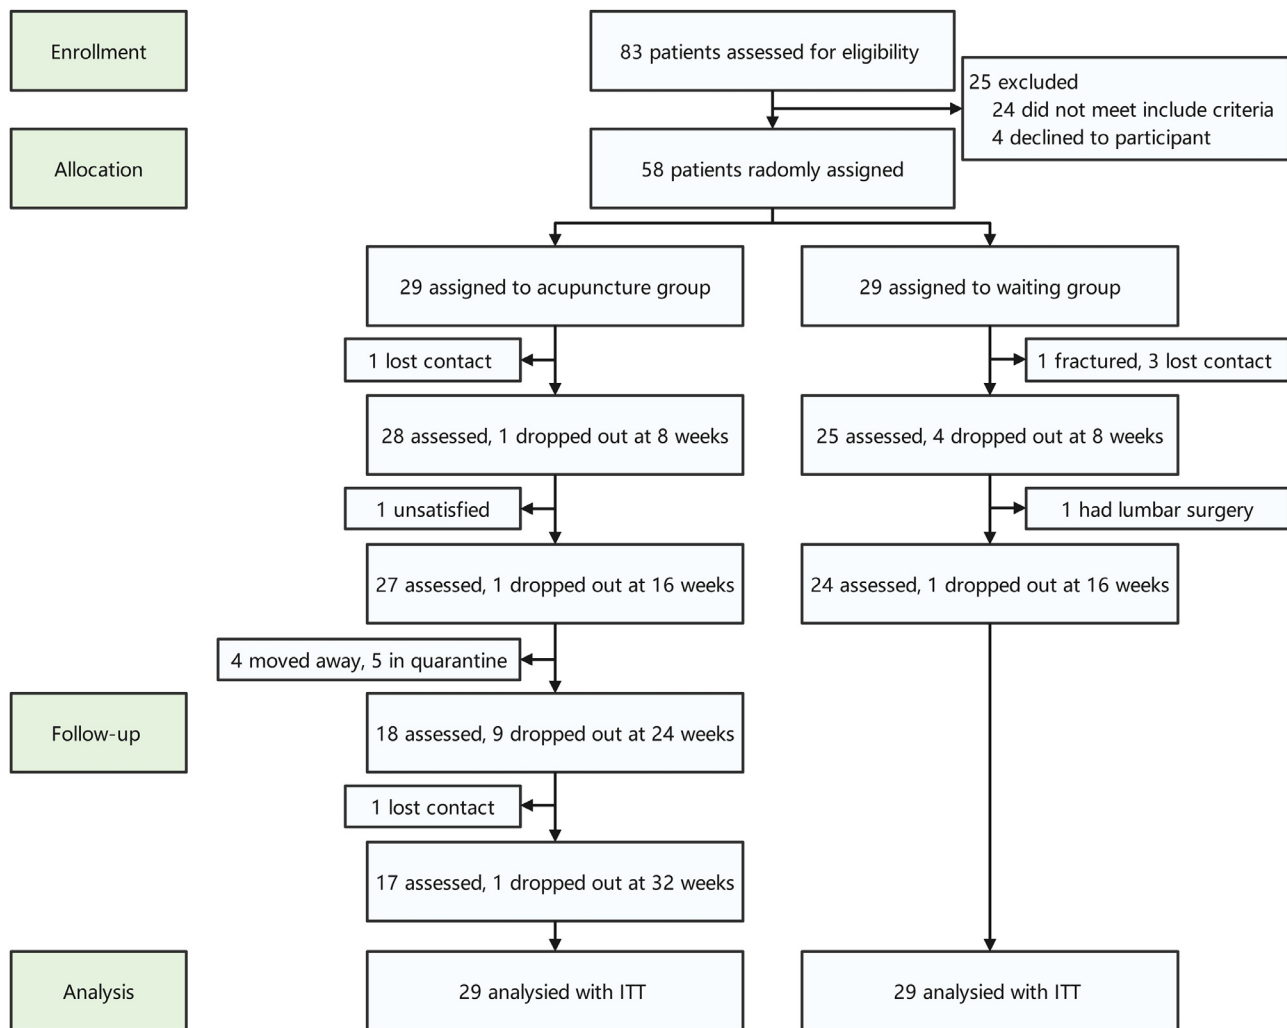 Enrollment
83 patients assessed for eligibility
25 excluded
24 did not meet include criteria
4 declined to participant
Allocation
58 patients radomly assigned
29 assigned to acupuncture group
29 assigned to waiting group
1 lost contact
1 fractured, 3 lost contact
28 assessed, 1 dropped out at 8 weeks
25 assessed, 4 dropped out at 8 weeks
1 unsatisfied
1 had lumbar surgery
27 assessed, 1 dropped out at 16 weeks
24 assessed, 1 dropped out at 16 weeks
4 moved away, 5 in quarantine
Follow-up
18 assessed, 9 dropped out at 24 weeks
1 lost contact
17 assessed, 1 dropped out at 32 weeks
Analysis
29 analysied with ITT
29 analysied with ITT